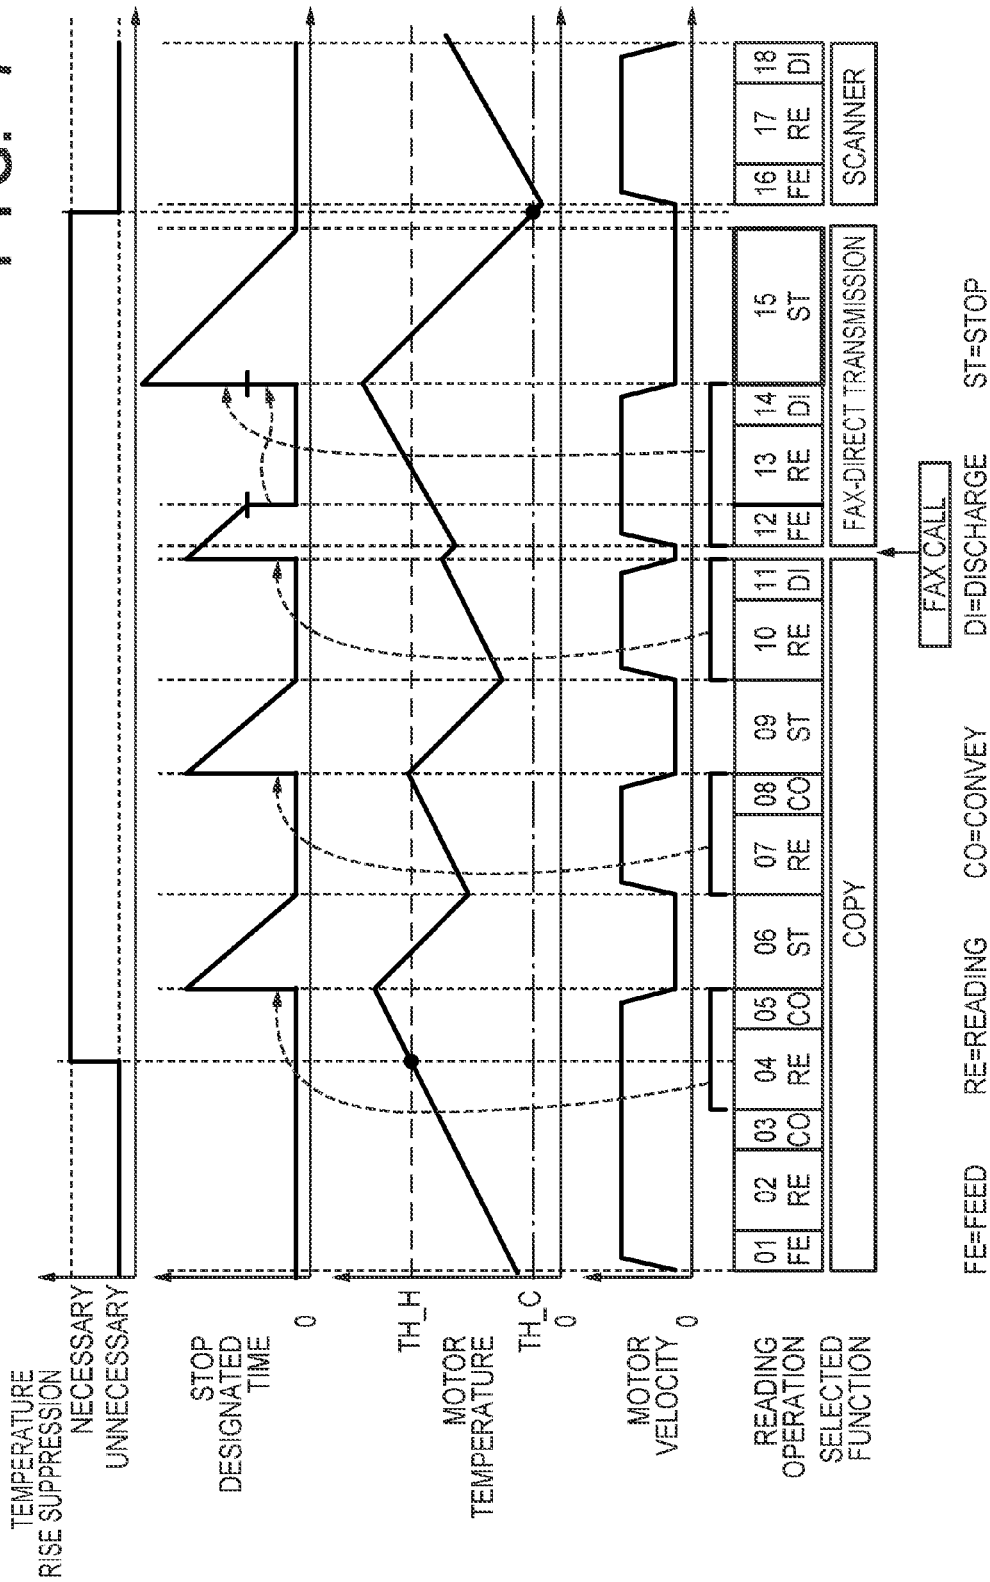 TEMPERATURE
RISE SUPPRESSION
NECESSARY
UNNECESSARY
STOP
DESIGNATED
TIME
0
TH_H
MOTOR
TEMPERATURE
TH_C
0
MOTOR
VELOCITY
0
READING
OPERATION
01 02 03 04 05 06 07 08 09 10 11 12 13 14 15 16 17 18
FE RE CO RE CO ST RE CO ST RE DI FE RE DI ST FE RE DI
SELECTED
FUNCTION
COPY FAX-DIRECT TRANSMISSION SCANNER
FAX CALL
FE=FEED RE=READING CO=CONVEY DI=DISCHARGE ST=STOP